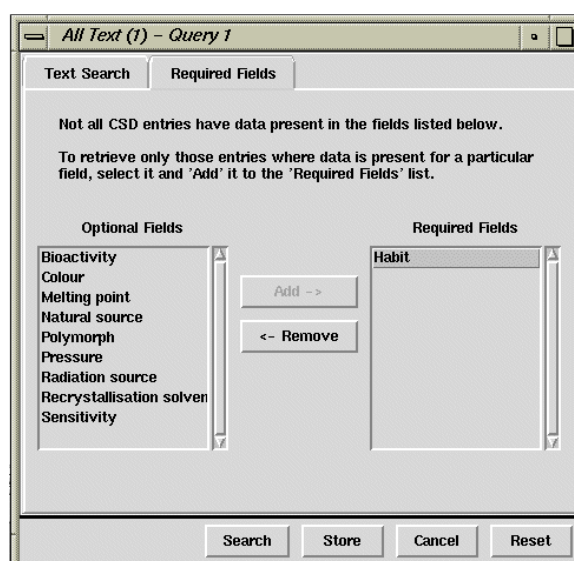 All Text (1) - Query 1
Text Search
Required Fields
Not all CSD entries have data present in the fields listed below.
To retrieve only those entries where data is present for a particular
field, select it and 'Add' it to the 'Required Fields' list.
Optional Fields
Required Fields
Bioactivity
Colour
Melting point
Natural source
Polymorph
Pressure
Radiation source
Recrystallisation solven
Sensitivity
Add ->
<- Remove
Habit
Search
Store
Cancel
Reset